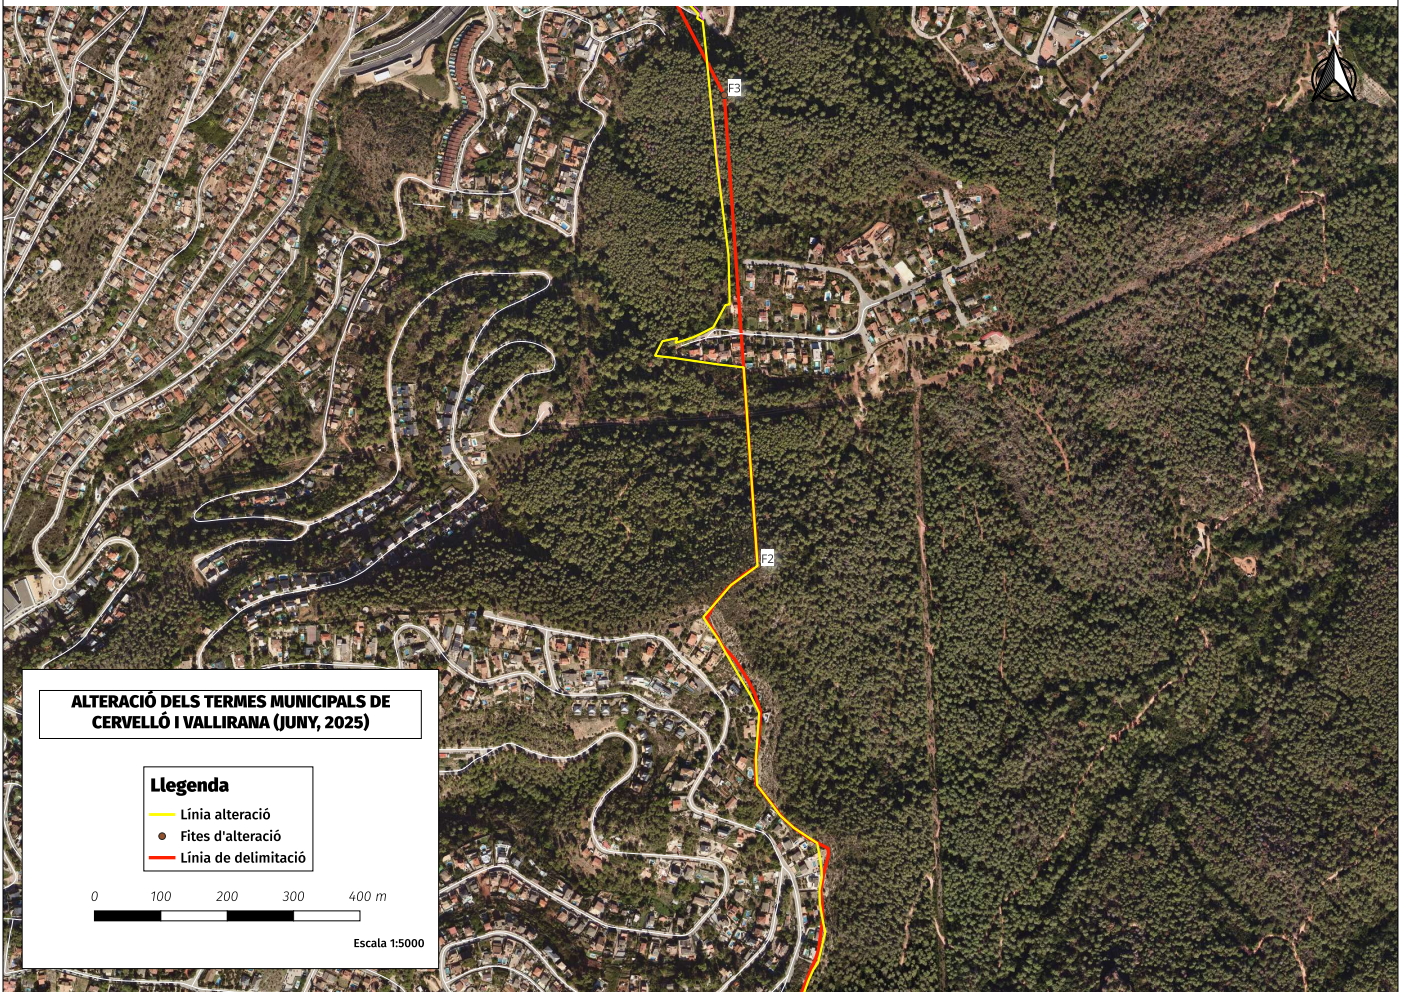 N
F3
F2
ALTERACIÓ DELS TERMES MUNICIPALS DE
CERVELLÓ I VALLIRANA (JUNY, 2025)
Llegenda
Línia alteració
Fites d'alteració
Línia de delimitació
0 100 200 300 400 m
Escala 1:5000